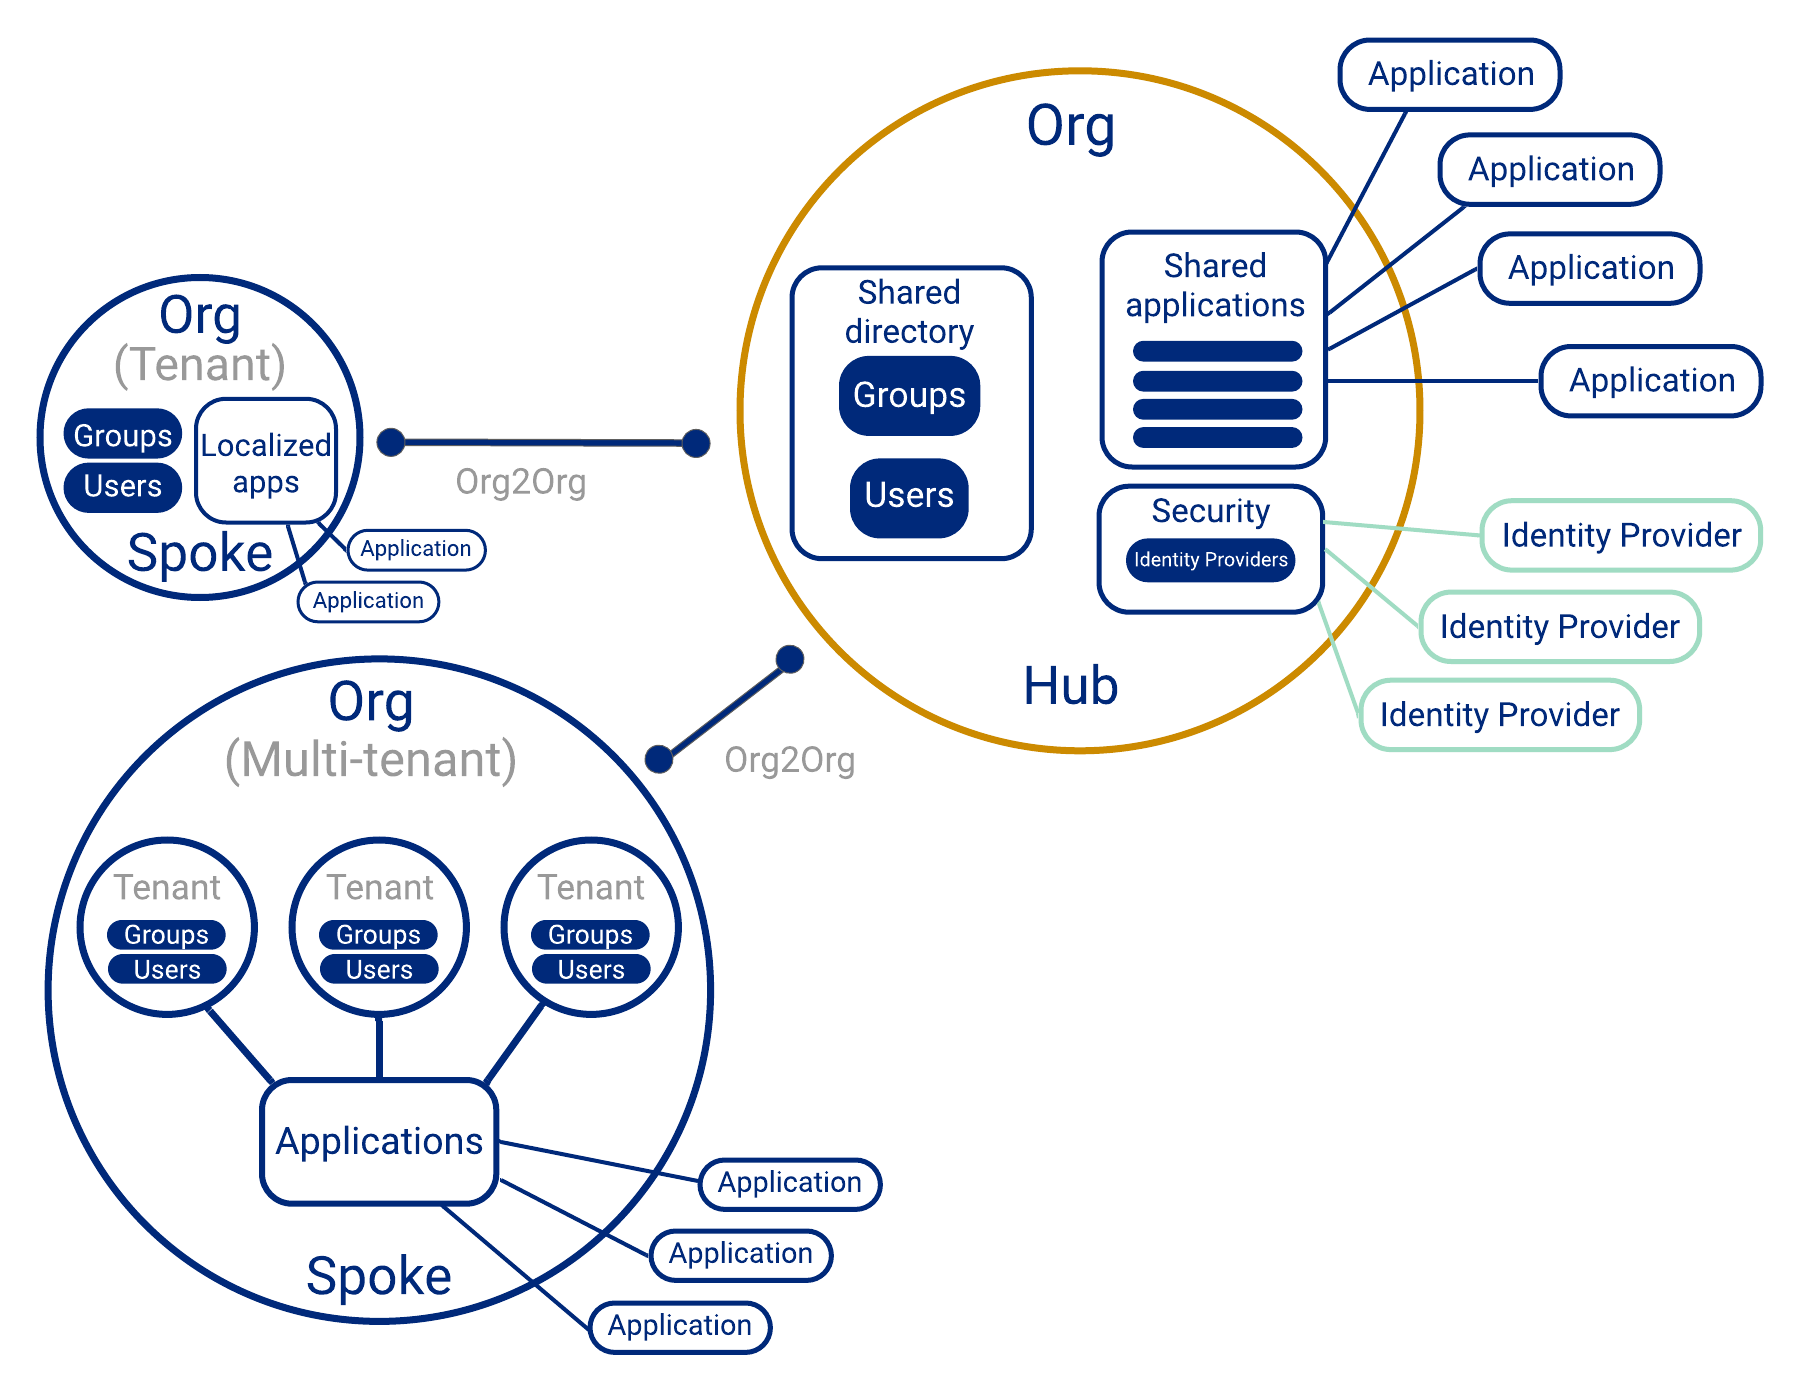 Org
(Tenant)
Groups
Users
Localized
apps
Spoke
Application
Application
Org2Org
Org
Shared
directory
Groups
Users
Shared
applications
Security
Identity Providers
Hub
Application
Application
Application
Application
Identity Provider
Identity Provider
Identity Provider
Org2Org
Org
(Multi-tenant)
Tenant
Groups
Users
Tenant
Groups
Users
Tenant
Groups
Users
Applications
Spoke
Application
Application
Application